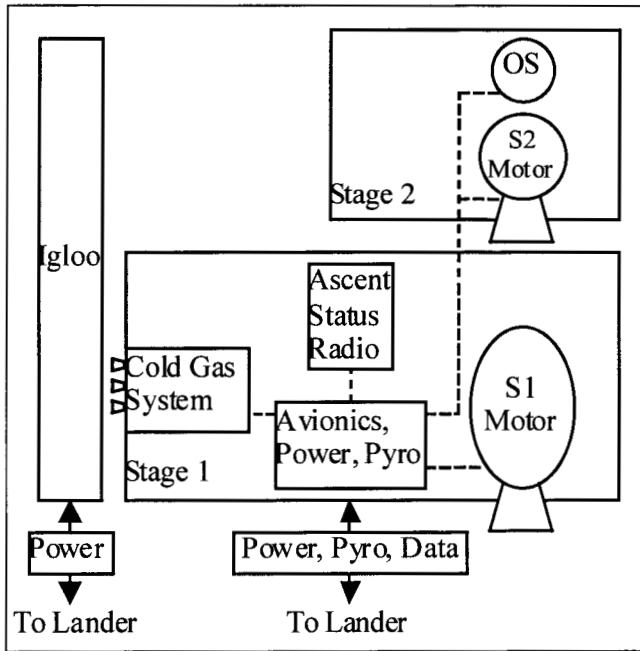 OS
S2
Motor
Stage 2
Igloo
Ascent
Status
Radio
Cold Gas
System
S1
Motor
Avionics,
Power, Pyro
Stage 1
Power
Power, Pyro, Data
To Lander
To Lander